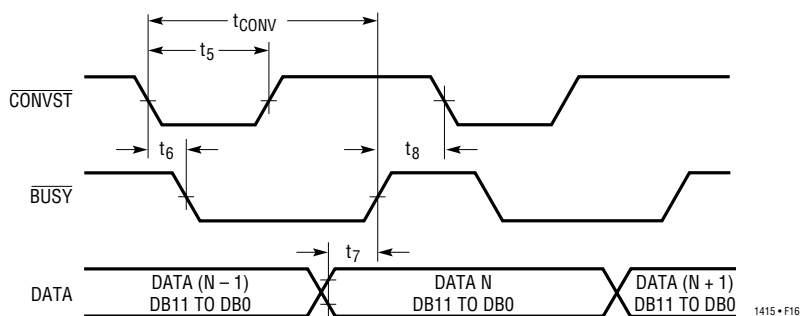 tCONV
t5
CONVST
t6
t8
BUSY
t7
DATA
DATA (N – 1)
DB11 TO DB0
DATA N
DB11 TO DB0
DATA (N + 1)
DB11 TO DB0
1415 • F16